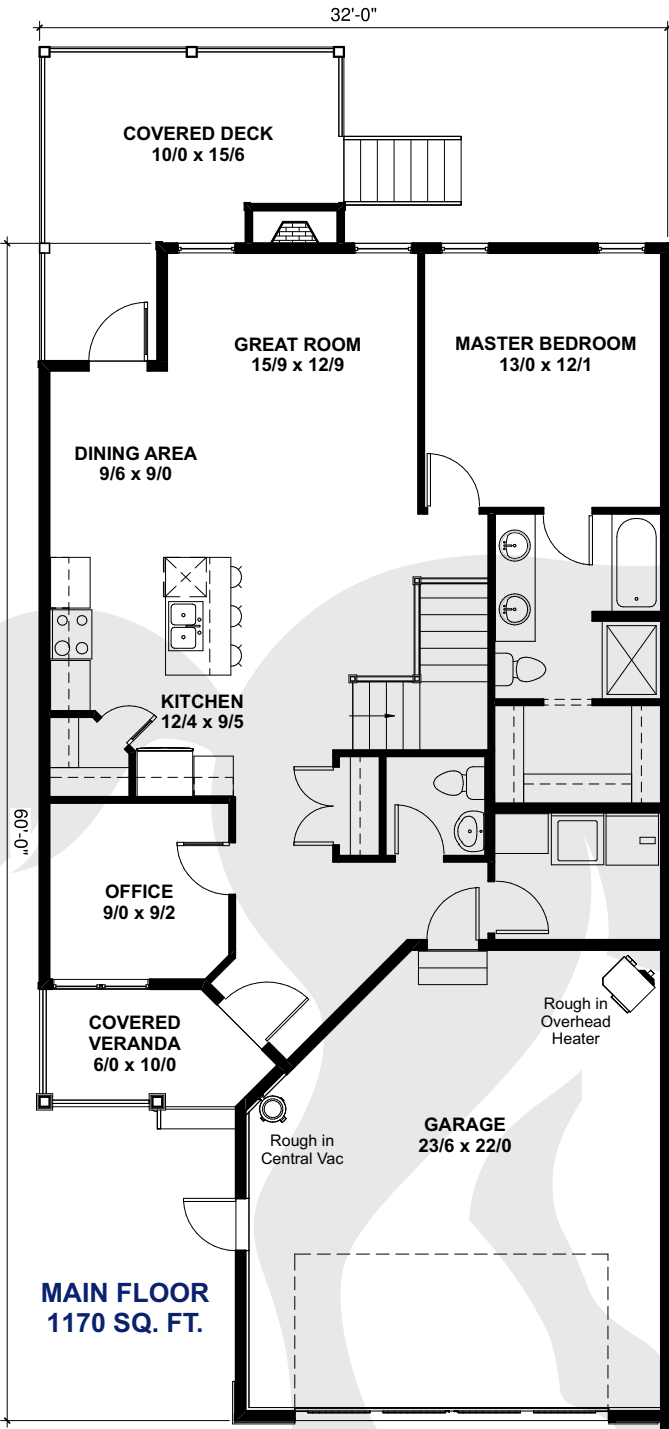 32'-0"
COVERED DECK
10/0 x 15/6
GREAT ROOM
15/9 x 12/9
MASTER BEDROOM
13/0 x 12/1
DINING AREA
9/6 x 9/0
KITCHEN
12/4 x 9/5
60'-0"
OFFICE
9/0 x 9/2
COVERED
VERANDA
6/0 x 10/0
Rough in
Overhead
Heater
Rough in
Central Vac
GARAGE
23/6 x 22/0
MAIN FLOOR
1170 SQ. FT.